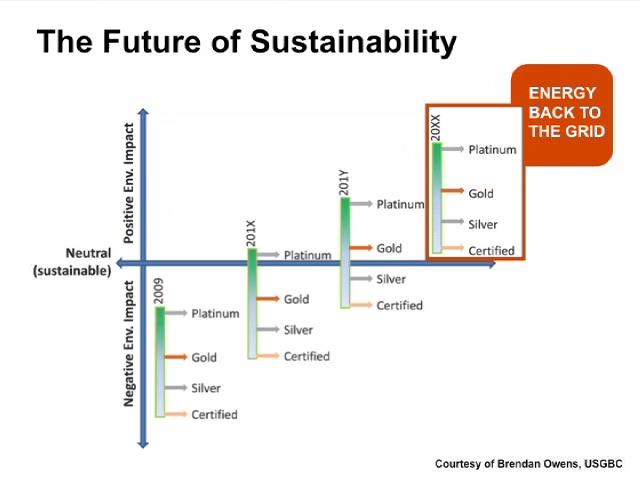 The Future of Sustainability
ENERGY
BACK TO
THE GRID
Positive Env. Impact
Neutral
(sustainable)
Negative Env. Impact
2009
Platinum
Gold
Silver
Certified
201X
Platinum
Gold
Silver
Certified
201Y
Platinum
Gold
Silver
Certified
20XX
Platinum
Gold
Silver
Certified
Courtesy of Brendan Owens, USGBC